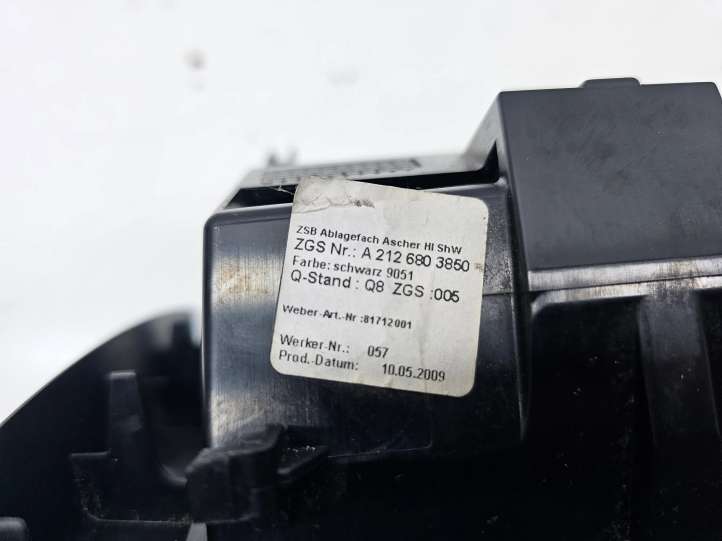 ZSB Ablagefach Ascher HI ShW
ZGS Nr.: A 212 680 3850
Farbe: schwarz 9051
Q-Stand : Q8 ZGS :005
Weber-Art.-Nr :81712001
Werker-Nr.: 057
Prod.-Datum: 10.05.2009